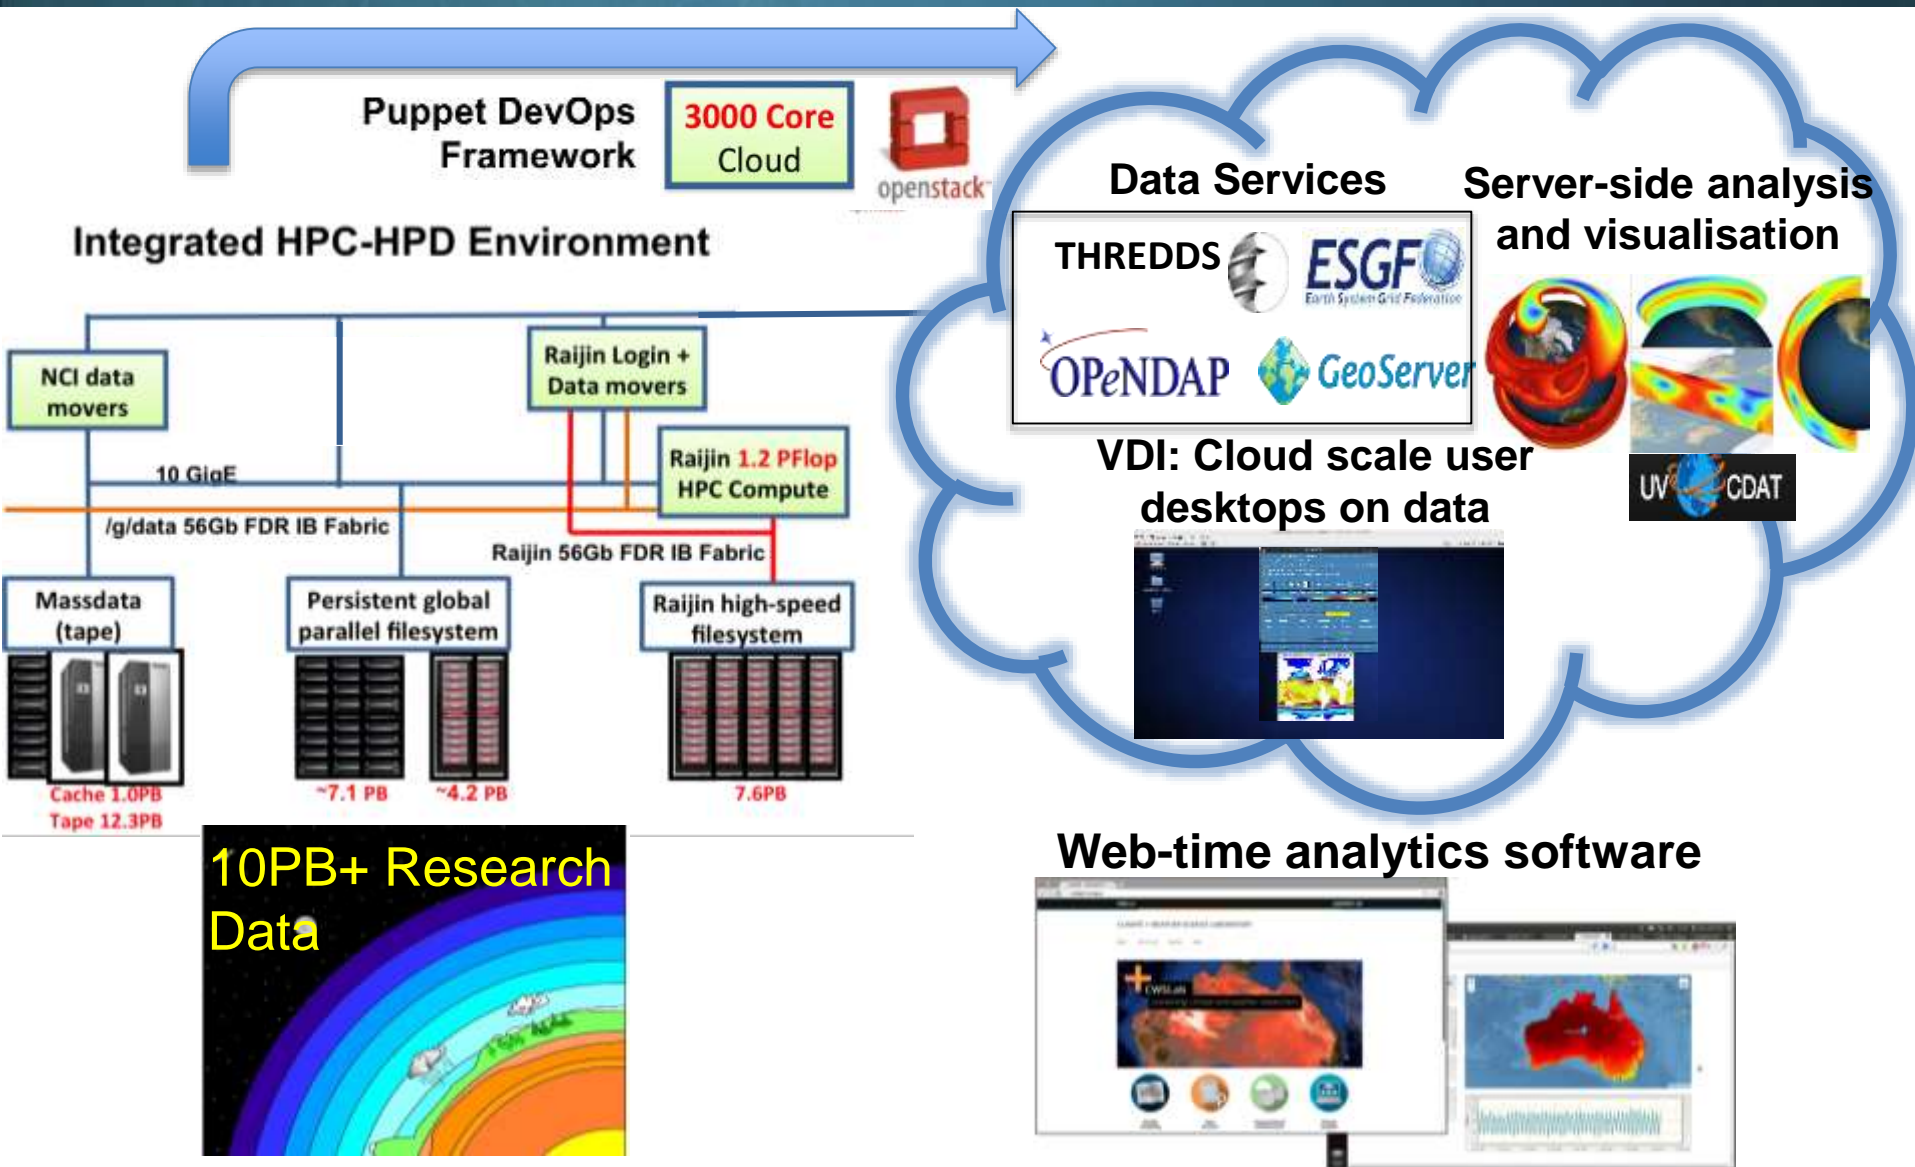 Puppet DevOps
Framework
3000 Core
Cloud
openstack
Integrated HPC-HPD Environment
NCI data
movers
Raijin Login +
Data movers
Raijin 1.2 PFlop
HPC Compute
10 GigE
/g/data 56Gb FDR IB Fabric
Raijin 56Gb FDR IB Fabric
Massdata
(tape)
Persistent global
parallel filesystem
Raijin high-speed
filesystem
Cache 1.0PB
Tape 12.3PB
~7.1 PB
~4.2 PB
7.6PB
10PB+ Research
Data
Data Services
THREDDS
ESGF
Earth System Grid Federation
OPeNDAP
GeoServer
Server-side analysis
and visualisation
UV CDAT
VDI: Cloud scale user
desktops on data
Web-time analytics software
CWSLab